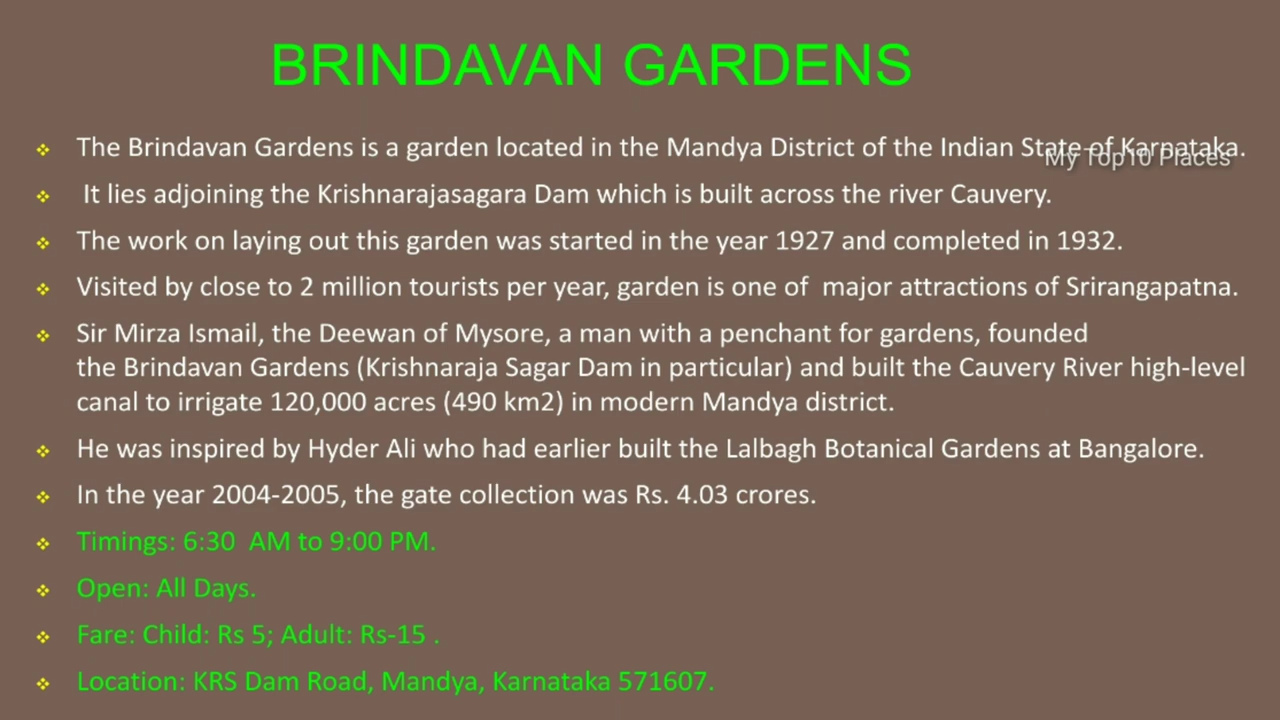 BRINDAVAN GARDENS
The Brindavan Gardens is a garden located in the Mandya District of the Indian State of Karnataka.
My Top10 Places
It lies adjoining the Krishnarajasagara Dam which is built across the river Cauvery.
The work on laying out this garden was started in the year 1927 and completed in 1932.
Visited by close to 2 million tourists per year, garden is one of  major attractions of Srirangapatna.
Sir Mirza Ismail, the Deewan of Mysore, a man with a penchant for gardens, founded
the Brindavan Gardens (Krishnaraja Sagar Dam in particular) and built the Cauvery River high-level
canal to irrigate 120,000 acres (490 km2) in modern Mandya district.
He was inspired by Hyder Ali who had earlier built the Lalbagh Botanical Gardens at Bangalore.
In the year 2004-2005, the gate collection was Rs. 4.03 crores.
Timings: 6:30  AM to 9:00 PM.
Open: All Days.
Fare: Child: Rs 5; Adult: Rs-15 .
Location: KRS Dam Road, Mandya, Karnataka 571607.